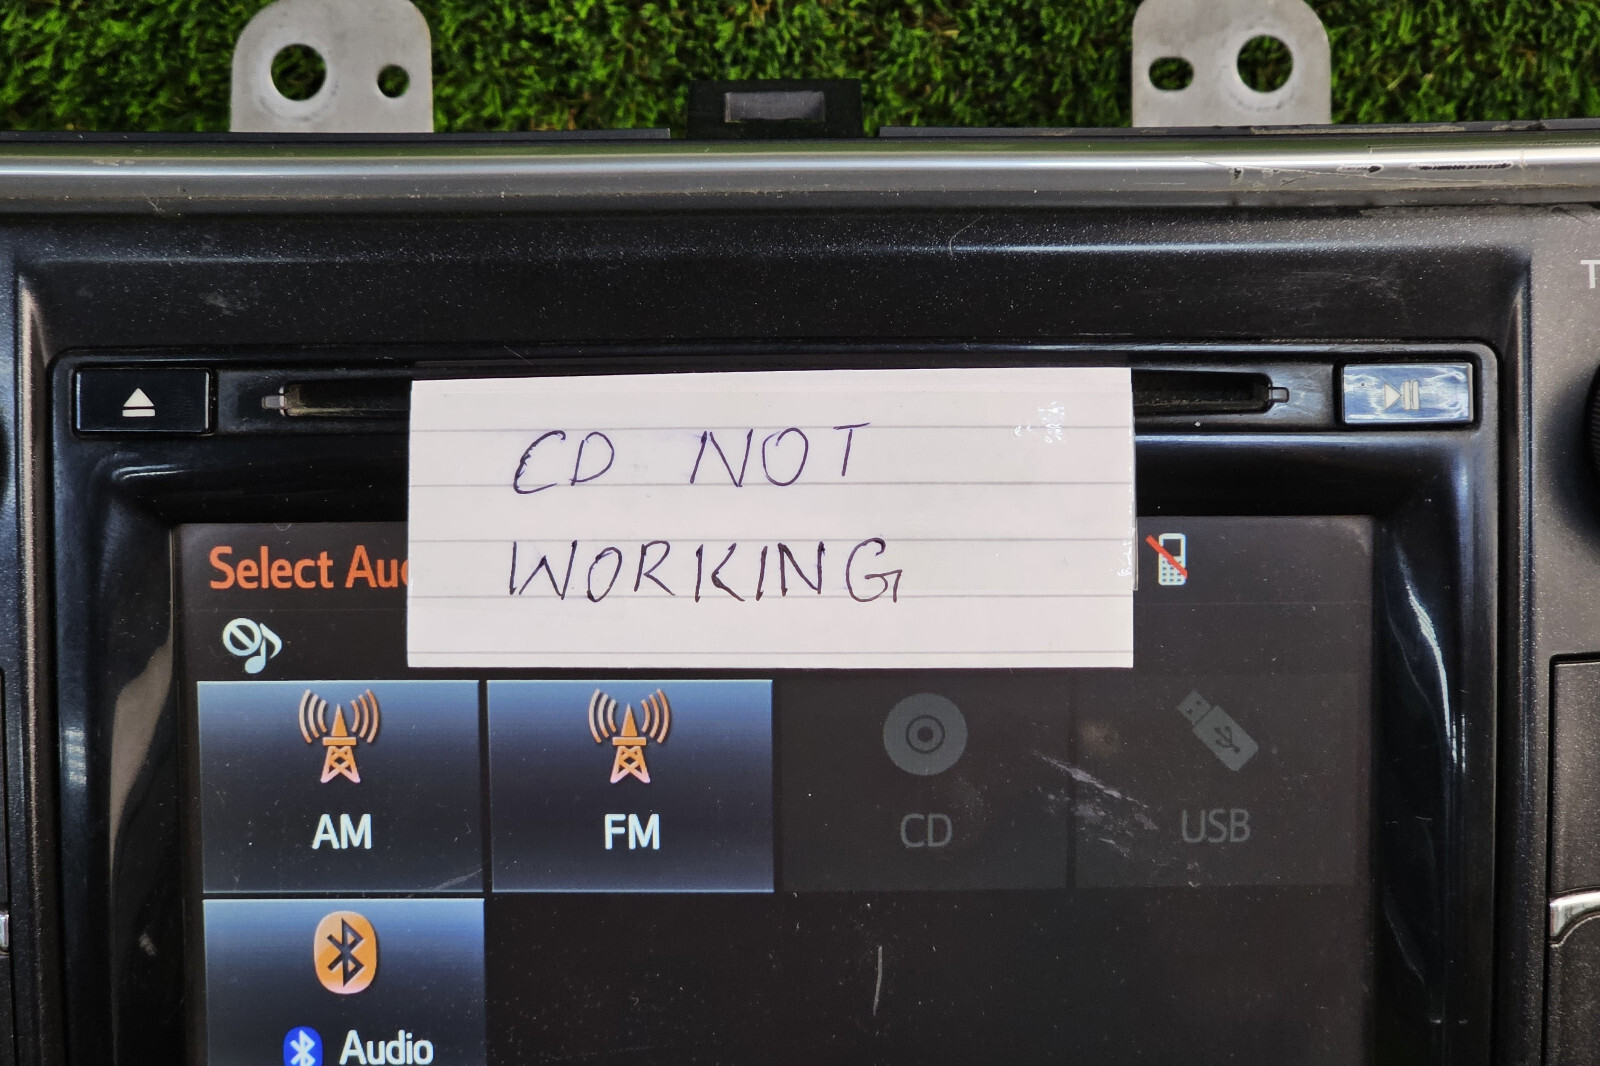 CD NOT
WORKING
Select Au
AM
FM
CD
USB
Audio